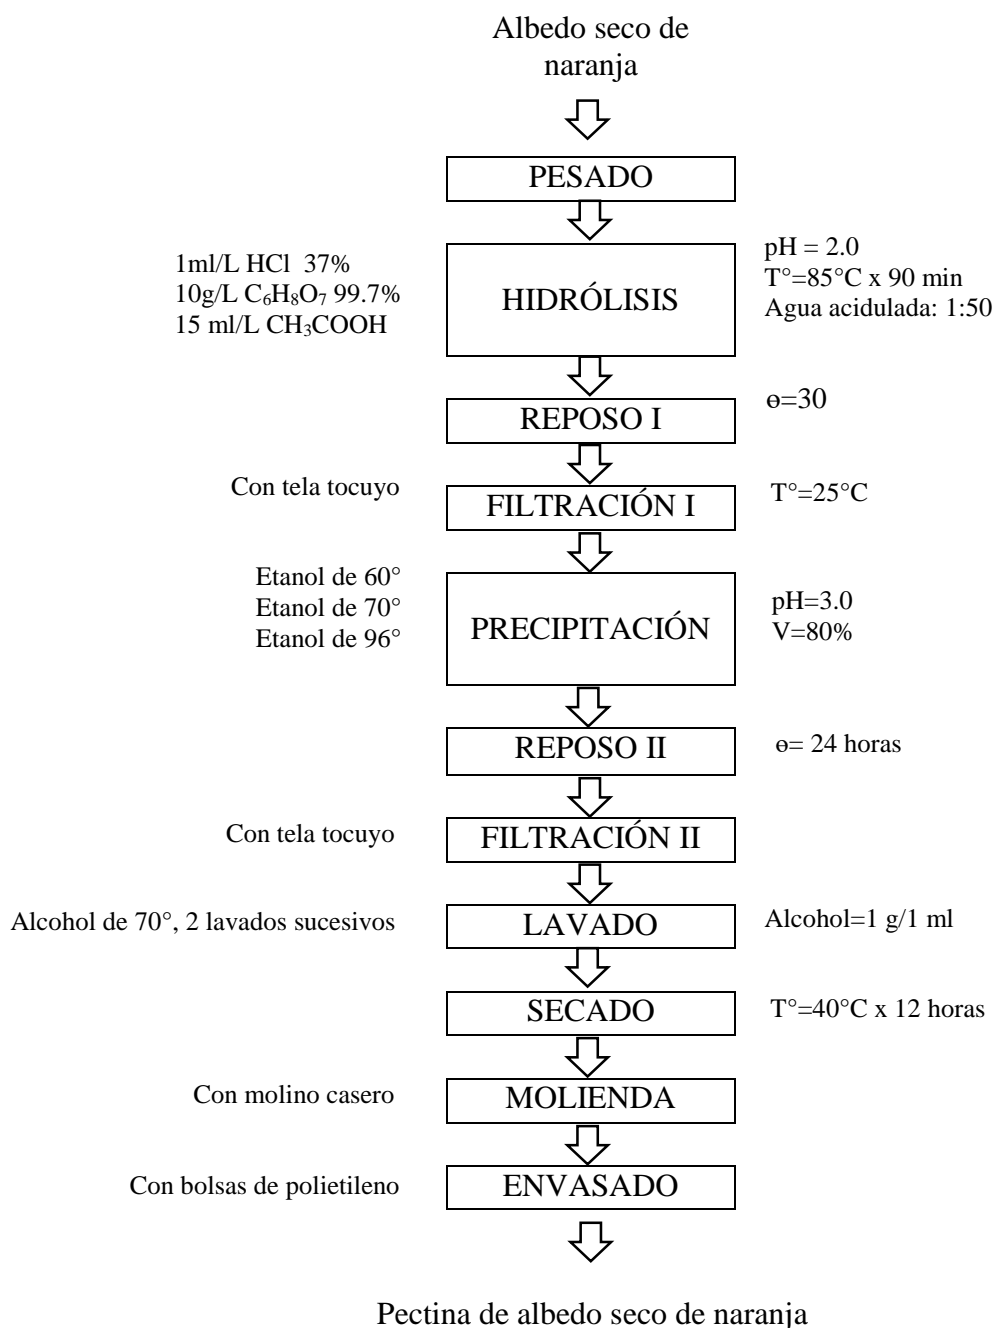 Albedo seco de
naranja
PESADO
1ml/L HCl 37%
10g/L C₆H₈O₇ 99.7%
15 ml/L CH₃COOH
HIDRÓLISIS
pH = 2.0
T°=85°C x 90 min
Agua acidulada: 1:50
REPOSO I
ɵ=30
Con tela tocuyo
FILTRACIÓN I
T°=25°C
Etanol de 60°
Etanol de 70°
Etanol de 96°
PRECIPITACIÓN
pH=3.0
V=80%
REPOSO II
ɵ= 24 horas
Con tela tocuyo
FILTRACIÓN II
Alcohol de 70°, 2 lavados sucesivos
LAVADO
Alcohol=1 g/1 ml
SECADO
T°=40°C x 12 horas
Con molino casero
MOLIENDA
Con bolsas de polietileno
ENVASADO
Pectina de albedo seco de naranja